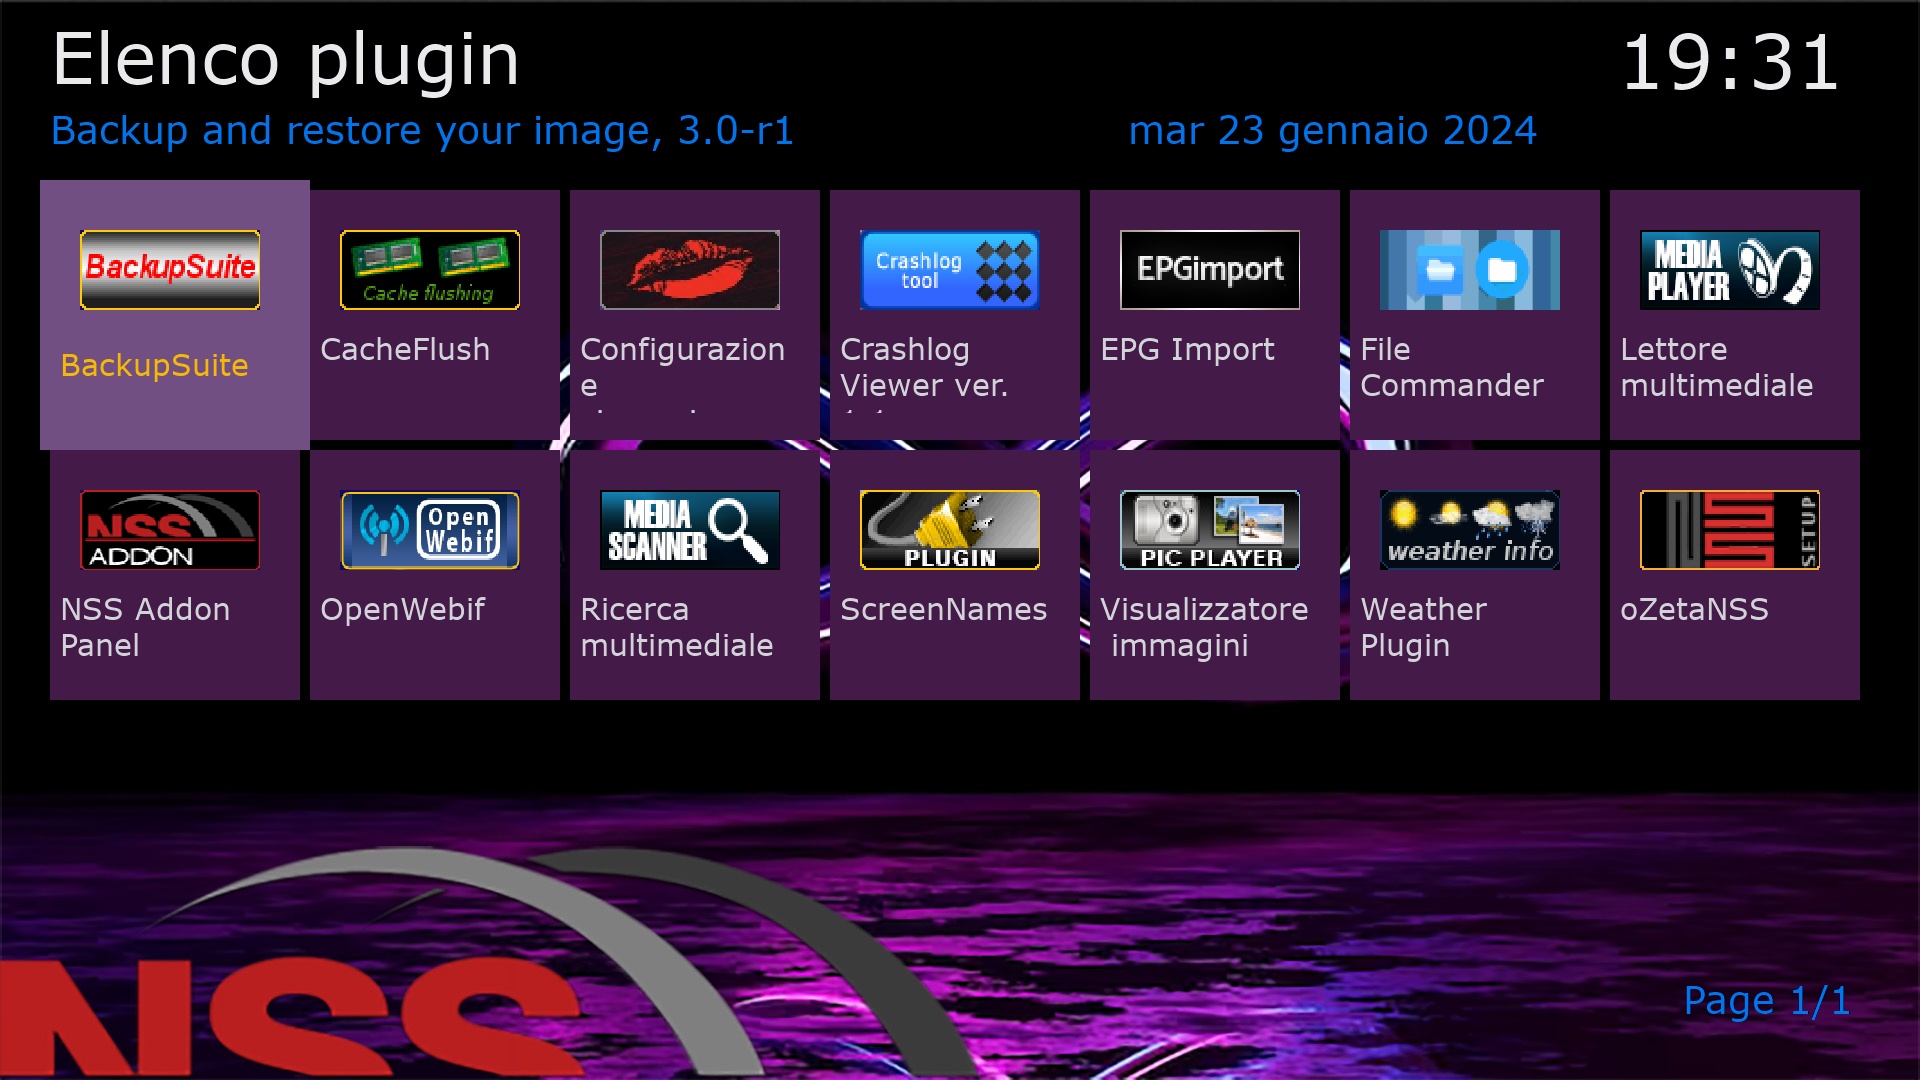 Elenco plugin
19:31
Backup and restore your image, 3.0-r1
mar 23 gennaio 2024
BackupSuite
Cache flushing
Crashlog
tool
EPGimport
MEDIA
PLAYER
BackupSuite
CacheFlush
Configurazion
e
Crashlog
Viewer ver.
EPG Import
File
Commander
Lettore
multimediale
NSS
ADDON
Open
Webif
MEDIA
SCANNER
PLUGIN
PIC PLAYER
weather info
NSS
SETUP
NSS Addon
Panel
OpenWebif
Ricerca
multimediale
ScreenNames
Visualizzatore
immagini
Weather
Plugin
oZetaNSS
NSS
Page 1/1